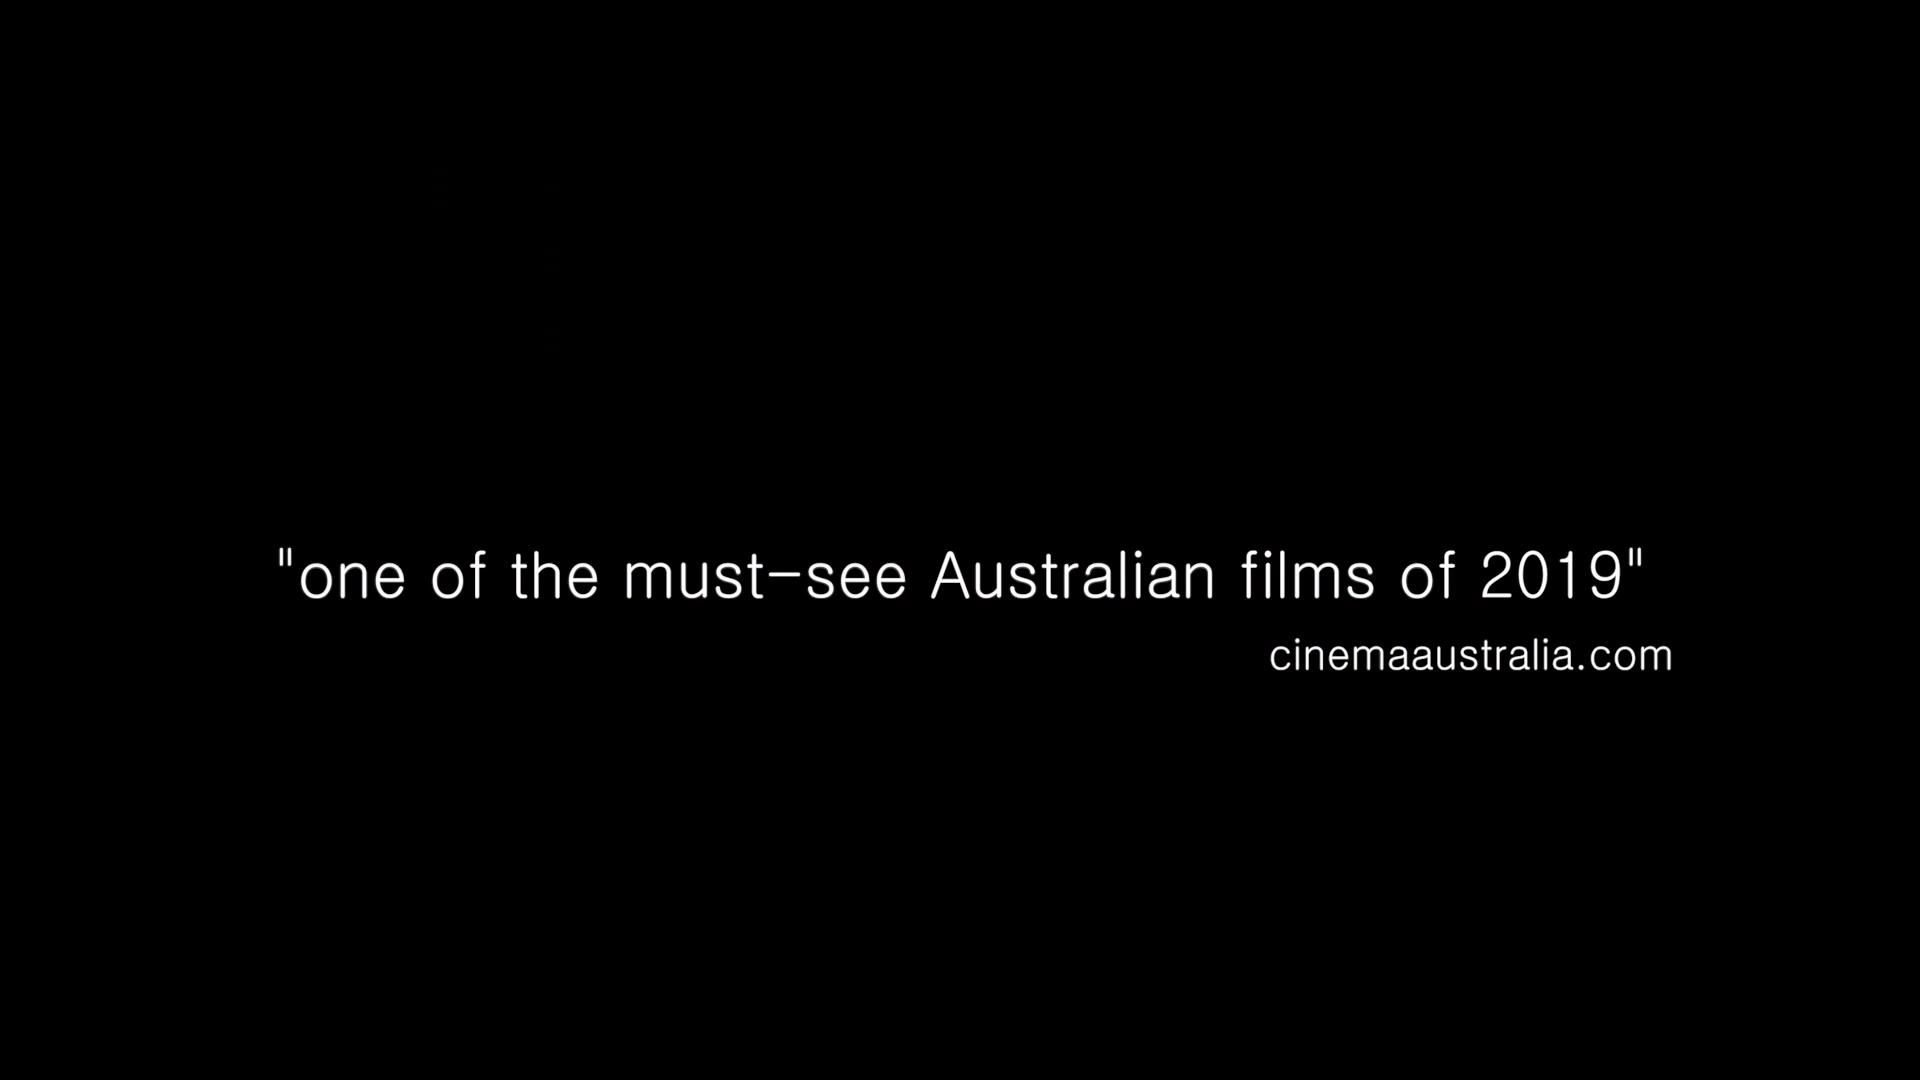 "one of the must-see Australian films of 2019"
cinemaaustralia.com